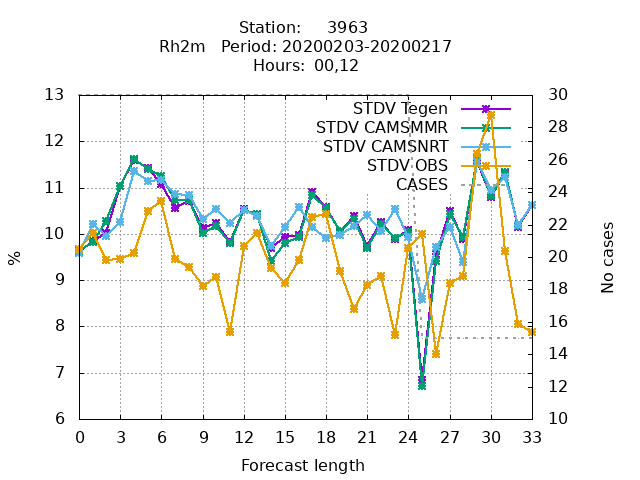 Station:     3963
Rh2m   Period: 20200203-20200217
Hours:  00,12
13
12
11
10
9
8
7
6
30
28
26
24
22
20
18
16
14
12
10
STDV Tegen
STDV CAMSMMR
STDV CAMSNRT
STDV OBS
CASES
%
No cases
0 3 6 9 12 15 18 21 24 27 30 33
Forecast length